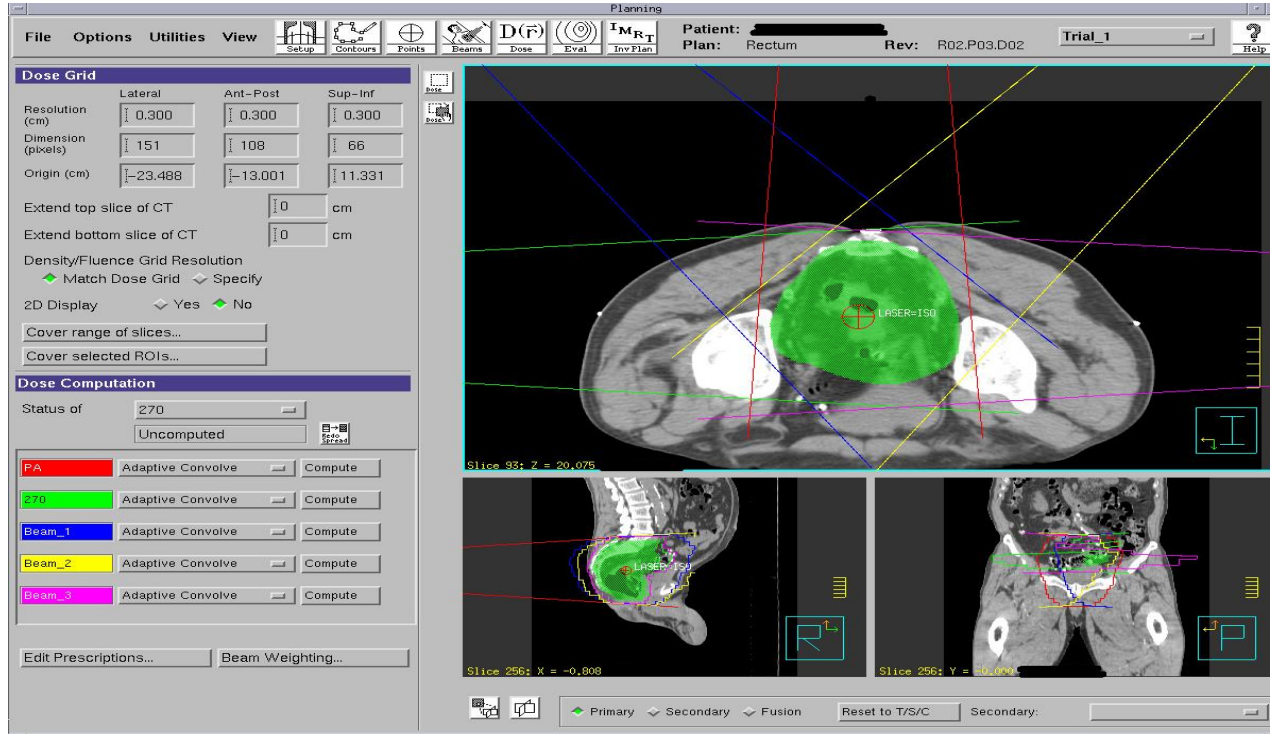 Planning
File Options Utilities View
Setup Contours Points Beams D(r̄) Dose Eval IMRT Inv Plan
Patient:
Plan: Rectum Rev: R02.P03.D02
Trial_1
? Help
Dose Grid
Lateral Ant-Post Sup-Inf
Resolution (cm) 0.300 0.300 0.300
Dimension (pixels) 151 108 66
Origin (cm) -23.488 -13.001 11.331
Extend top slice of CT 0 cm
Extend bottom slice of CT 0 cm
Density/Fluence Grid Resolution
Match Dose Grid Specify
2D Display Yes No
Cover range of slices...
Cover selected ROIs...
Dose Computation
Status of 270
Uncomputed
Redo Spread
PA Adaptive Convolve Compute
270 Adaptive Convolve Compute
Beam_1 Adaptive Convolve Compute
Beam_2 Adaptive Convolve Compute
Beam_3 Adaptive Convolve Compute
Edit Prescriptions... Beam Weighting...
Dose
Dose
LASER=ISO
I
Slice 93: Z = 20.075
LASER=ISO
R
Slice 256: X = -0.808
P
Slice 256: Y = -0.000
Primary Secondary Fusion Reset to T/S/C Secondary: